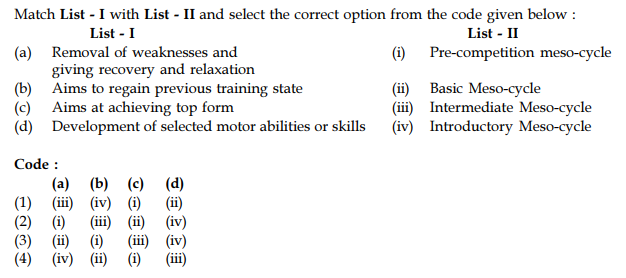 Match List - I with List - II and select the correct option from the code given below :
List - I List - II
(a) Removal of weaknesses and (i) Pre-competition meso-cycle
giving recovery and relaxation
(b) Aims to regain previous training state (ii) Basic Meso-cycle
(c) Aims at achieving top form (iii) Intermediate Meso-cycle
(d) Development of selected motor abilities or skills (iv) Introductory Meso-cycle
Code :
(a) (b) (c) (d)
(1) (iii) (iv) (i) (ii)
(2) (i) (iii) (ii) (iv)
(3) (ii) (i) (iii) (iv)
(4) (iv) (ii) (i) (iii)